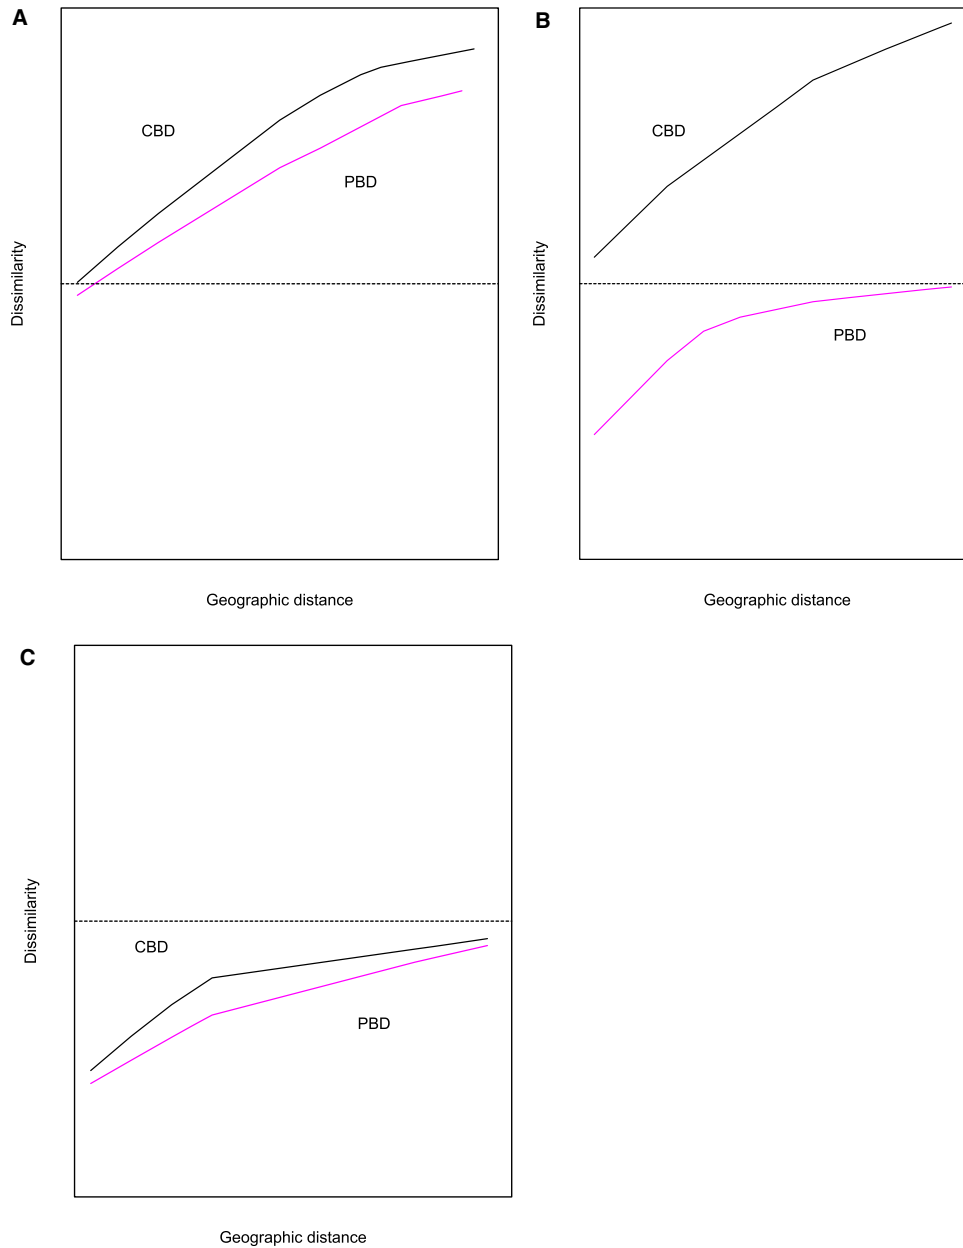 A
CBD
PBD
Dissimilarity
Geographic distance
B
CBD
PBD
Dissimilarity
Geographic distance
C
CBD
PBD
Dissimilarity
Geographic distance